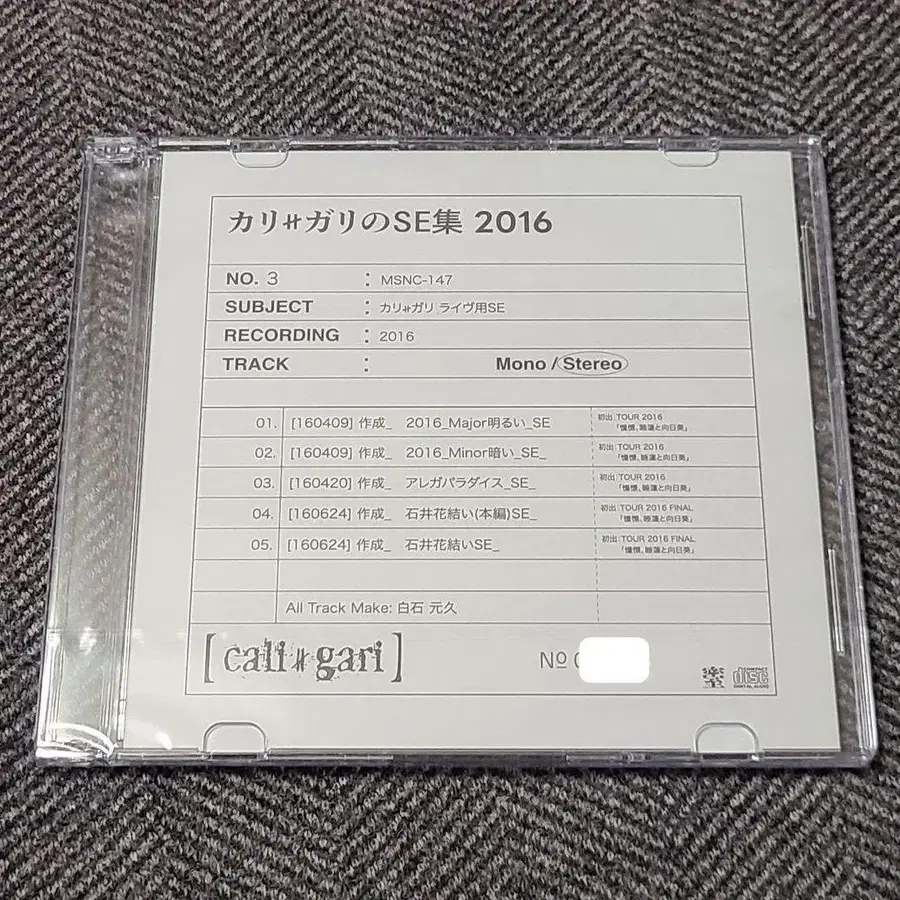 カリ≠ガリのSE集 2016
NO. 3 : MSNC-147
SUBJECT : カリ≠ガリ ライヴ用SE
RECORDING : 2016
TRACK : Mono / Stereo
01. [160409] 作成_ 2016_Major明るい_SE 初出 TOUR 2016
「憧憬、睡蓮と向日葵」
02. [160409] 作成_ 2016_Minor暗い_SE_ 初出 TOUR 2016
「憧憬、睡蓮と向日葵」
03. [160420] 作成_ アレガパラダイス_SE_ 初出 TOUR 2016
「憧憬、睡蓮と向日葵」
04. [160624] 作成_ 石井花結い(本編)SE_ 初出 TOUR 2016 FINAL
「憧憬、睡蓮と向日葵」
05. [160624] 作成_ 石井花結いSE_ 初出 TOUR 2016 FINAL
「憧憬、睡蓮と向日葵」
All Track Make: 白石 元久
[cali≠gari]
Nº 0
COMPACT
disc
DIGITAL AUDIO